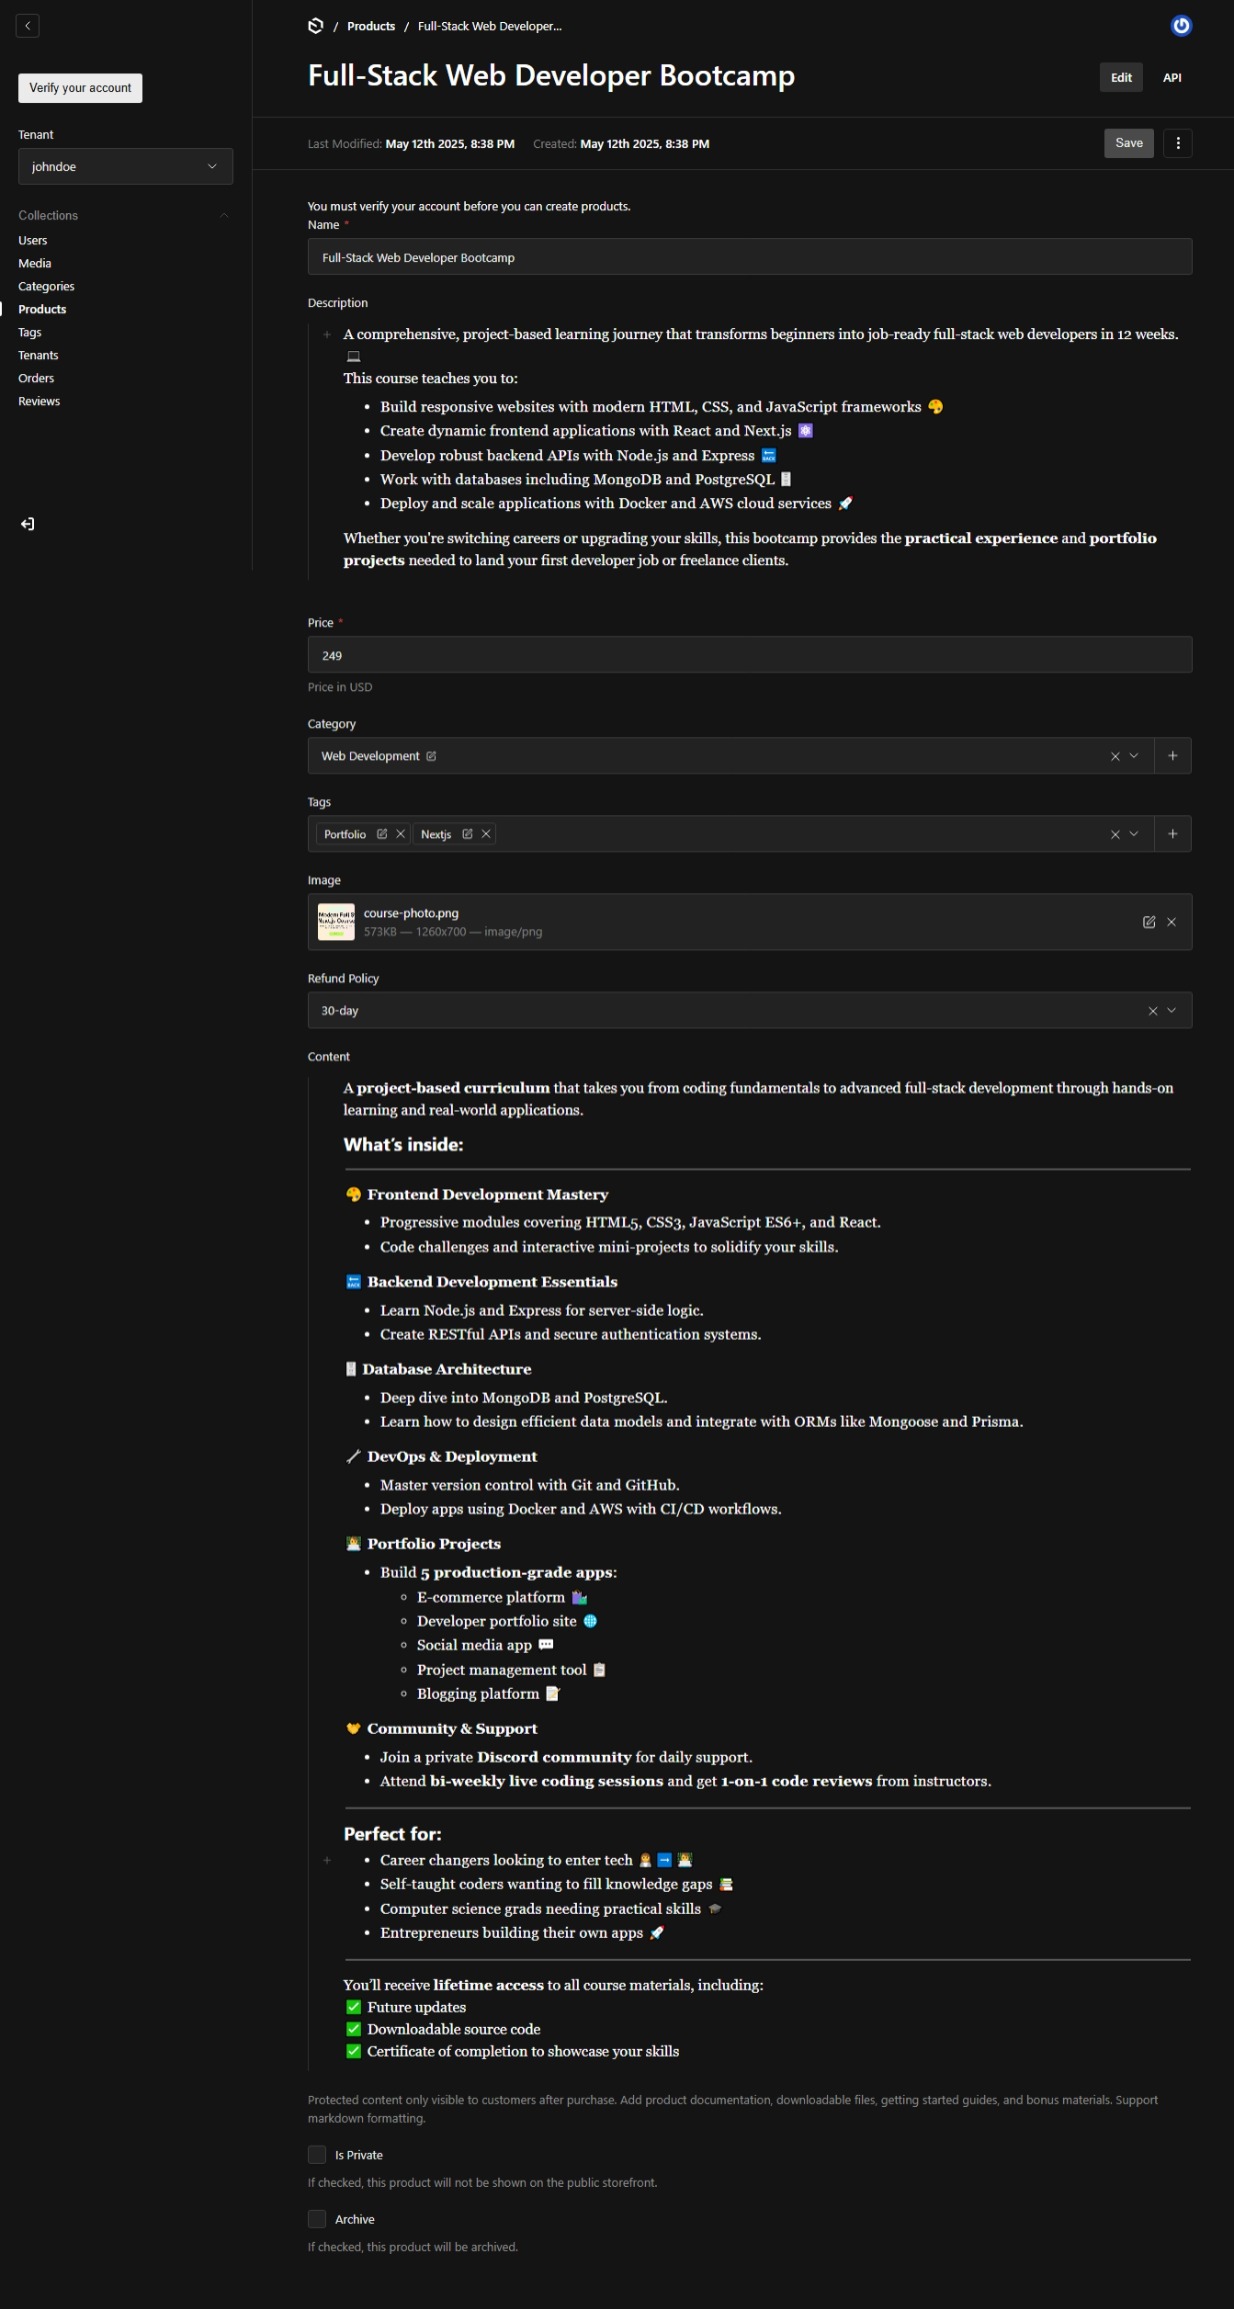 / Products / Full-Stack Web Developer...
Full-Stack Web Developer Bootcamp
Edit
API
Verify your account
Tenant
johndoe
Collections
Users
Media
Categories
Products
Tags
Tenants
Orders
Reviews
Last Modified: May 12th 2025, 8:38 PM Created: May 12th 2025, 8:38 PM
Save
You must verify your account before you can create products.
Name *
Full-Stack Web Developer Bootcamp
Description
A comprehensive, project-based learning journey that transforms beginners into job-ready full-stack web developers in 12 weeks.
💻
This course teaches you to:
• Build responsive websites with modern HTML, CSS, and JavaScript frameworks 🎨
• Create dynamic frontend applications with React and Next.js ⚛️
• Develop robust backend APIs with Node.js and Express 🔙
• Work with databases including MongoDB and PostgreSQL 🗄️
• Deploy and scale applications with Docker and AWS cloud services 🚀
Whether you're switching careers or upgrading your skills, this bootcamp provides the practical experience and portfolio
projects needed to land your first developer job or freelance clients.
Price *
249
Price in USD
Category
Web Development
Tags
Portfolio
Nextjs
Image
course-photo.png
573KB — 1260x700 — image/png
Refund Policy
30-day
Content
A project-based curriculum that takes you from coding fundamentals to advanced full-stack development through hands-on
learning and real-world applications.
What's inside:
🎨 Frontend Development Mastery
• Progressive modules covering HTML5, CSS3, JavaScript ES6+, and React.
• Code challenges and interactive mini-projects to solidify your skills.
🔙 Backend Development Essentials
• Learn Node.js and Express for server-side logic.
• Create RESTful APIs and secure authentication systems.
🗄️ Database Architecture
• Deep dive into MongoDB and PostgreSQL.
• Learn how to design efficient data models and integrate with ORMs like Mongoose and Prisma.
🔧 DevOps & Deployment
• Master version control with Git and GitHub.
• Deploy apps using Docker and AWS with CI/CD workflows.
👨‍💻 Portfolio Projects
• Build 5 production-grade apps:
◦ E-commerce platform 🛍️
◦ Developer portfolio site 🌐
◦ Social media app 💬
◦ Project management tool 📋
◦ Blogging platform 📝
🤝 Community & Support
• Join a private Discord community for daily support.
• Attend bi-weekly live coding sessions and get 1-on-1 code reviews from instructors.
Perfect for:
• Career changers looking to enter tech 👩‍💼➡️👩‍💻
• Self-taught coders wanting to fill knowledge gaps 📚
• Computer science grads needing practical skills 🎓
• Entrepreneurs building their own apps 🚀
You'll receive lifetime access to all course materials, including:
✅ Future updates
✅ Downloadable source code
✅ Certificate of completion to showcase your skills
Protected content only visible to customers after purchase. Add product documentation, downloadable files, getting started guides, and bonus materials. Support
markdown formatting.
Is Private
If checked, this product will not be shown on the public storefront.
Archive
If checked, this product will be archived.